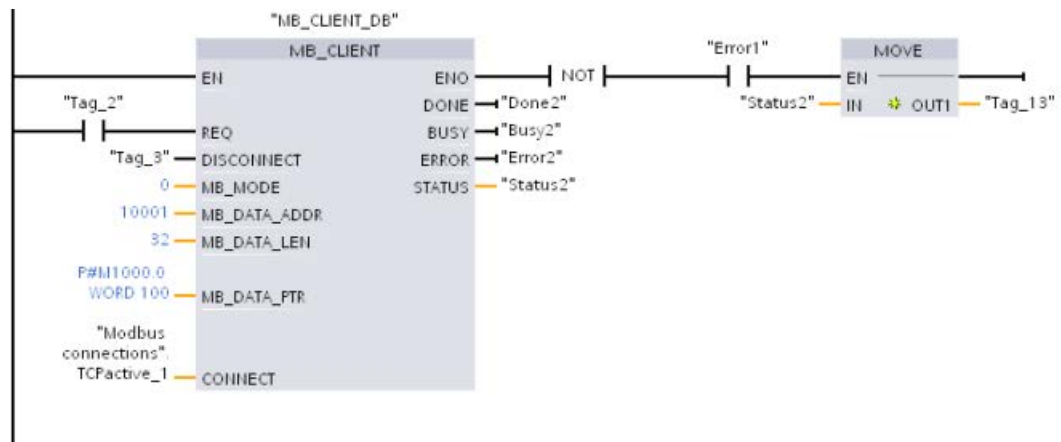 "MB_CLIENT_DB"
MB_CLIENT
"Error1"
MOVE
EN
ENO
NOT
EN
"Tag_2"
DONE
"Done2"
"Status2"
IN
OUT1
"Tag_13"
REQ
BUSY
"Busy2"
"Tag_3"
DISCONNECT
ERROR
"Error2"
0
MB_MODE
STATUS
"Status2"
10001
MB_DATA_ADDR
32
MB_DATA_LEN
P#M1000.0
WORD 100
MB_DATA_PTR
"Modbus
connections".
TCPactive_1
CONNECT